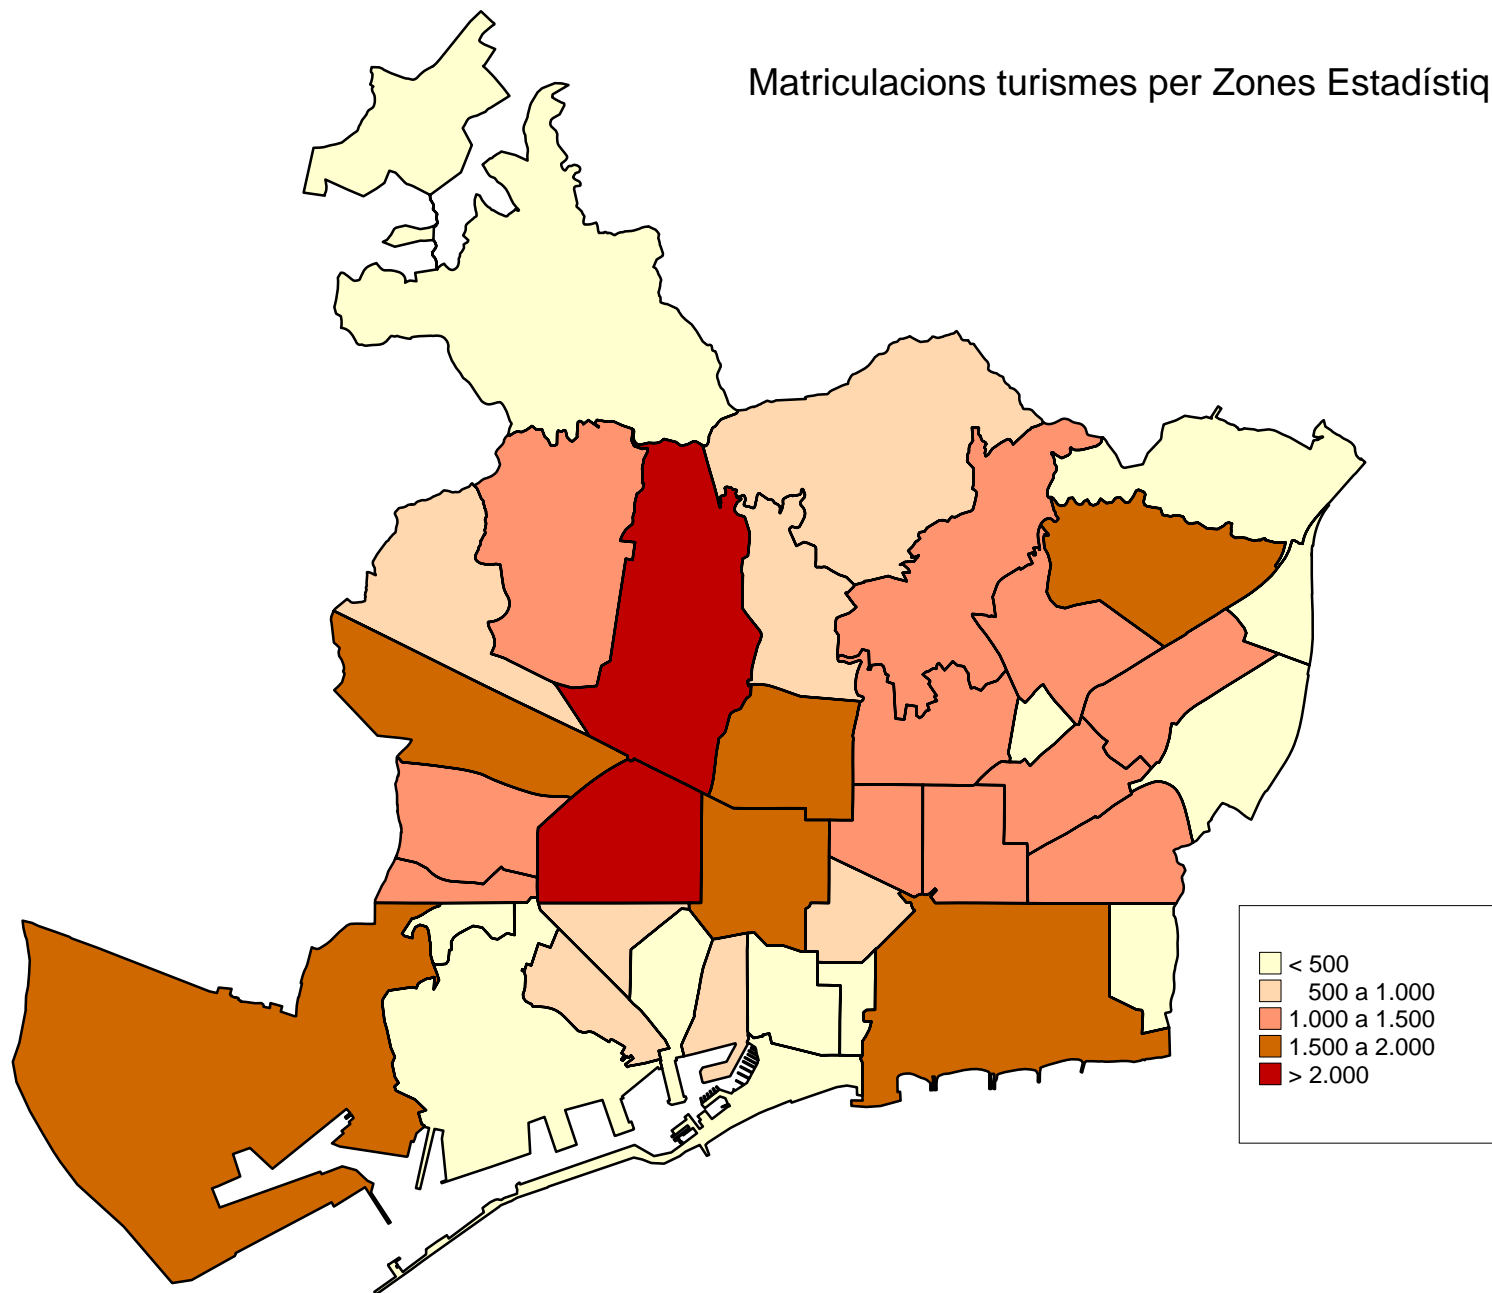 Matriculacions turismes per Zones Estadístiq
< 500
500 a 1.000
1.000 a 1.500
1.500 a 2.000
> 2.000